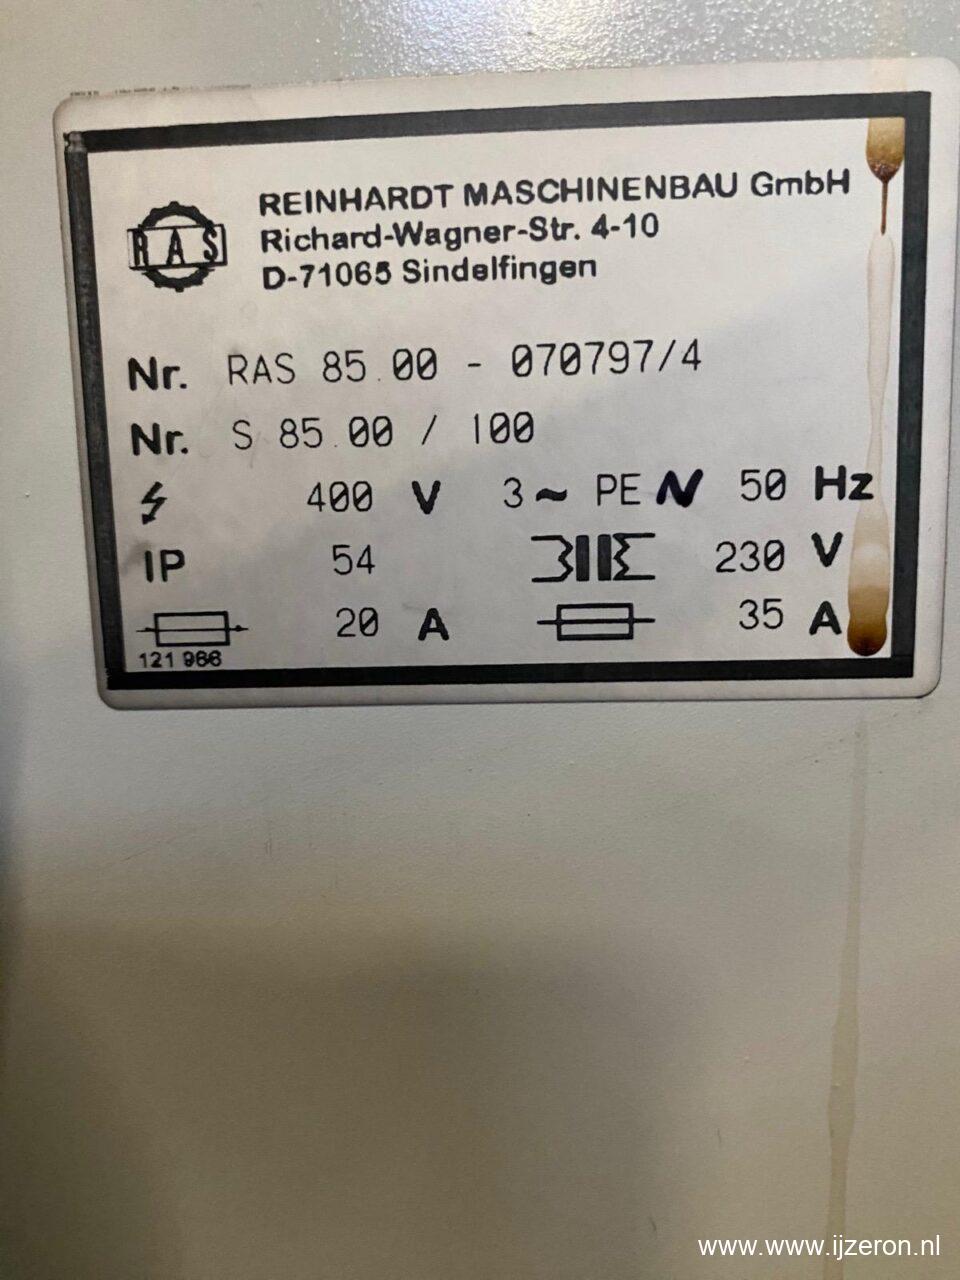 RAS
REINHARDT MASCHINENBAU GmbH
Richard-Wagner-Str. 4-10
D-71065 Sindelfingen
Nr. RAS 85.00 - 070797/4
Nr. S 85.00 / 100
400 V 3~ PE N 50 Hz
IP 54 230 V
20 A 35 A
121 986
www.www.ijzeron.nl